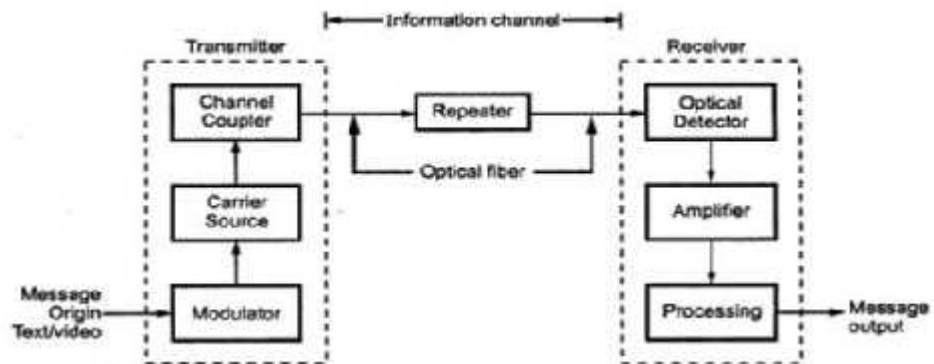 Information channel
Transmitter
Receiver
Channel
Coupler
Repeater
Optical
Detector
Optical fiber
Carrier
Source
Amplifier
Message
Origin
Text/video
Modulator
Processing
Message
output